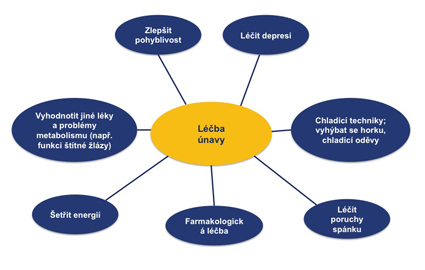 Zlepšit
pohyblivost
Léčit depresi
Vyhodnotit jiné léky
a problémy
metabolismu (např.
funkci štítné žlázy)
Léčba
únavy
Chladicí techniky;
vyhýbat se horku,
chladicí oděvy
Šetřit energii
Farmakologick
á léčba
Léčit
poruchy
spánku